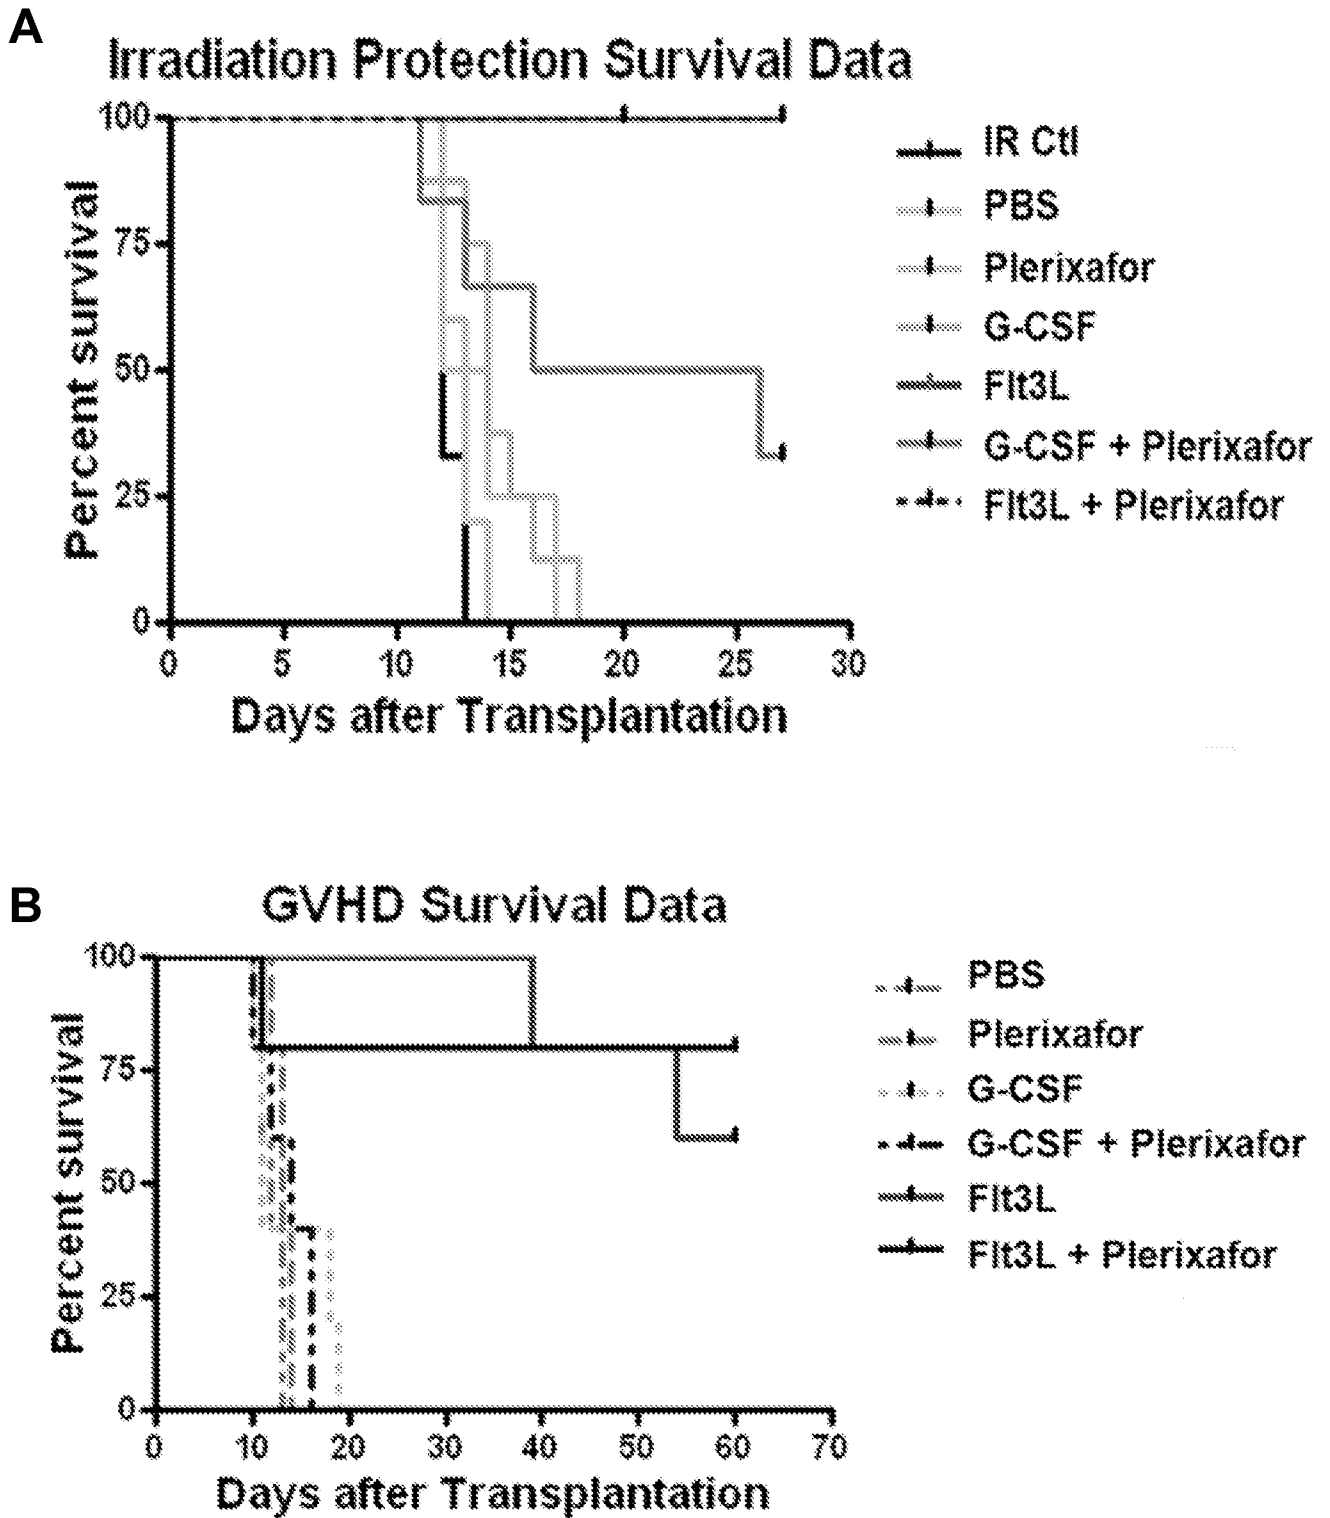 A
Irradiation Protection Survival Data
100
75
50
25
0
Percent survival
0 5 10 15 20 25 30
Days after Transplantation
IR Ctl
PBS
Plerixafor
G-CSF
Flt3L
G-CSF + Plerixafor
Flt3L + Plerixafor
B
GVHD Survival Data
100
75
50
25
0
Percent survival
0 10 20 30 40 50 60 70
Days after Transplantation
PBS
Plerixafor
G-CSF
G-CSF + Plerixafor
Flt3L
Flt3L + Plerixafor